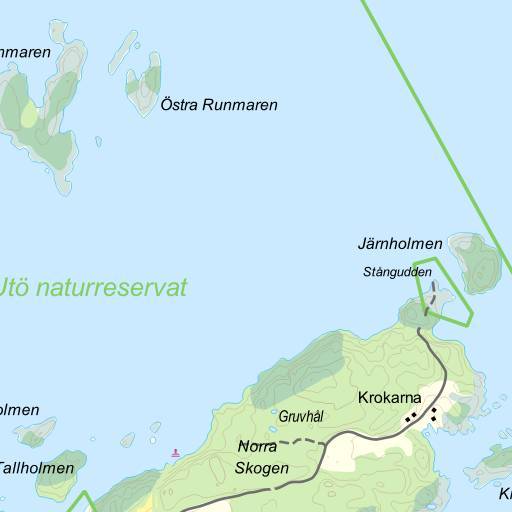 nmaren
Östra Runmaren
Järnholmen
Stångudden
Utö naturreservat
Krokarna
olmen
Gruvhål
Norra
Skogen
Tallholmen
K